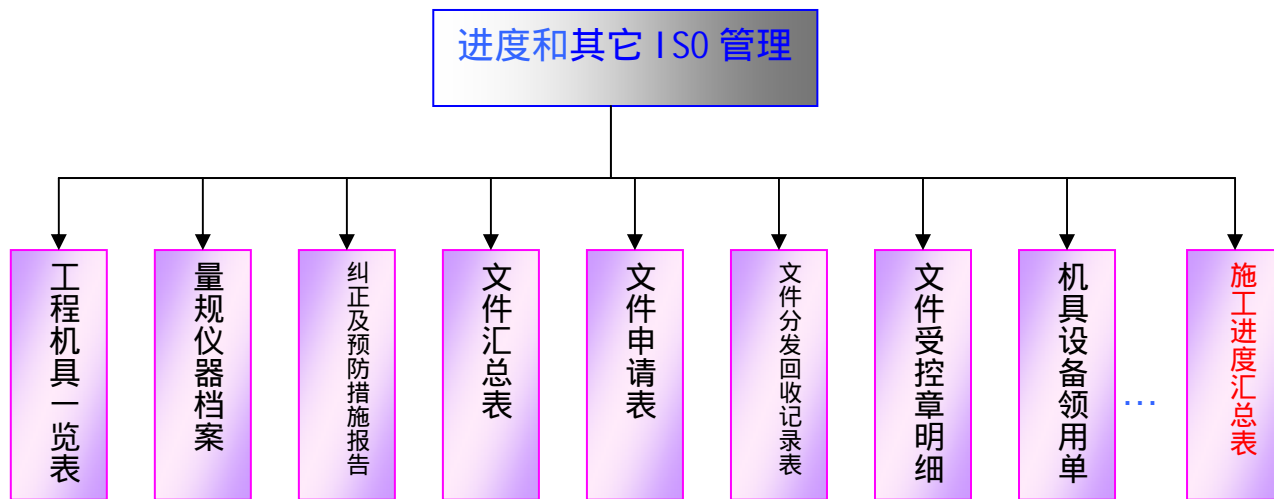 进度和其它 ISO 管理
工程机具一览表
量规仪器档案
纠正及预防措施报告
文件汇总表
文件申请表
文件分发回收记录表
文件受控章明细
机具设备领用单
…
施工进度汇总表